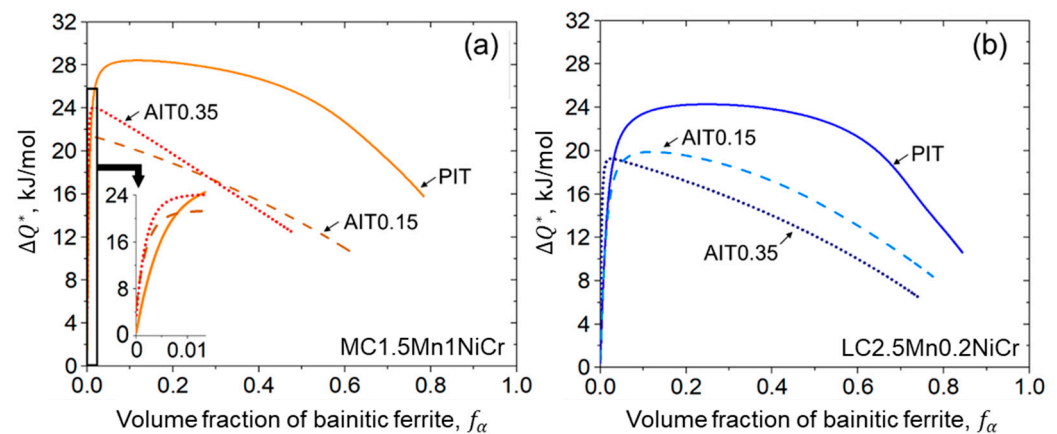 (a)
ΔQ*, kJ/mol
32
28
24
20
16
12
8
4
0
AIT0.35
PIT
AIT0.15
24
16
8
0
0 0.01
MC1.5Mn1NiCr
0.0 0.2 0.4 0.6 0.8 1.0
Volume fraction of bainitic ferrite, fα
(b)
ΔQ*, kJ/mol
32
28
24
20
16
12
8
4
0
AIT0.15
PIT
AIT0.35
LC2.5Mn0.2NiCr
0.0 0.2 0.4 0.6 0.8 1.0
Volume fraction of bainitic ferrite, fα